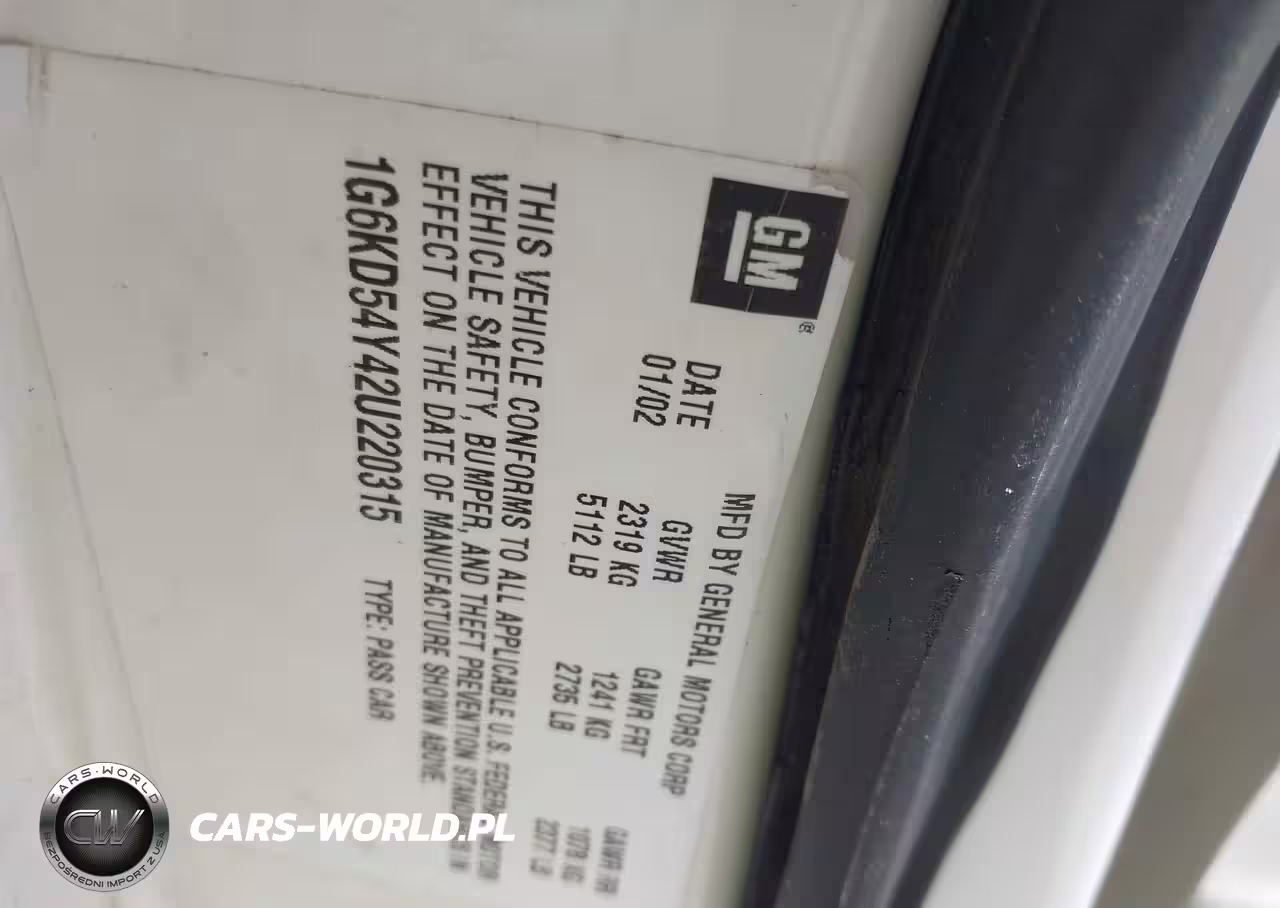 GM
®
MFD BY GENERAL MOTORS CORP
DATE GVWR GAWR FRT GAWR RR
01/02 2319 KG 1241 KG 1078 KG
5112 LB 2735 LB 2377 LB
THIS VEHICLE CONFORMS TO ALL APPLICABLE U.S. FEDERAL MOTOR
VEHICLE SAFETY, BUMPER, AND THEFT PREVENTION STANDARDS IN
EFFECT ON THE DATE OF MANUFACTURE SHOWN ABOVE.
1G6KD54Y42U220315 TYPE: PASS CAR
CARS-WORLD
CW
BEZPOŚREDNI IMPORT Z USA
CARS-WORLD.PL